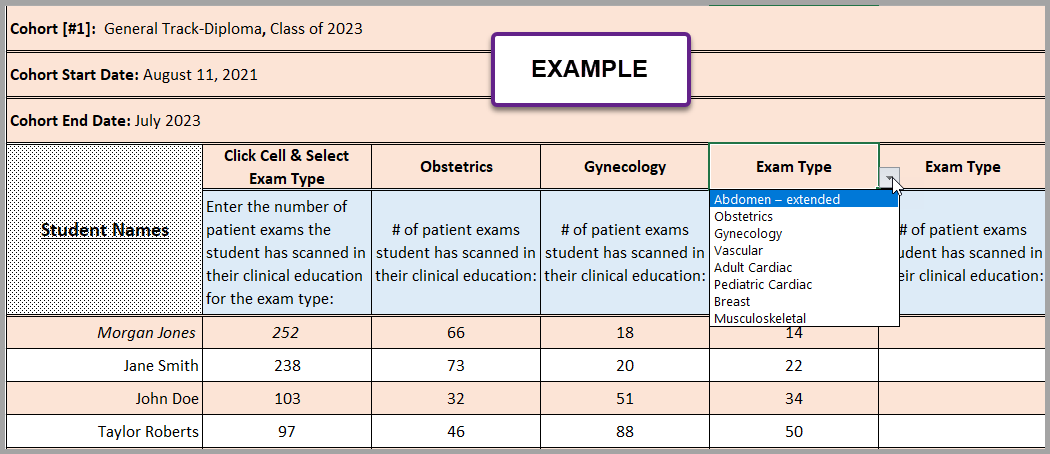 Cohort [#1]: General Track-Diploma, Class of 2023
EXAMPLE
Cohort Start Date: August 11, 2021
Cohort End Date: July 2023
Student Names
Click Cell & Select
Exam Type
Obstetrics
Gynecology
Exam Type
Exam Type
Enter the number of
patient exams the
student has scanned in
their clinical education
for the exam type:
# of patient exams
student has scanned in
their clinical education:
# of patient exams
student has scanned in
their clinical education:
Abdomen – extended
Obstetrics
Gynecology
Vascular
Adult Cardiac
Pediatric Cardiac
Breast
Musculoskeletal
# of patient exams
udent has scanned in
eir clinical education:
Morgan Jones 252 66 18 14
Jane Smith 238 73 20 22
John Doe 103 32 51 34
Taylor Roberts 97 46 88 50